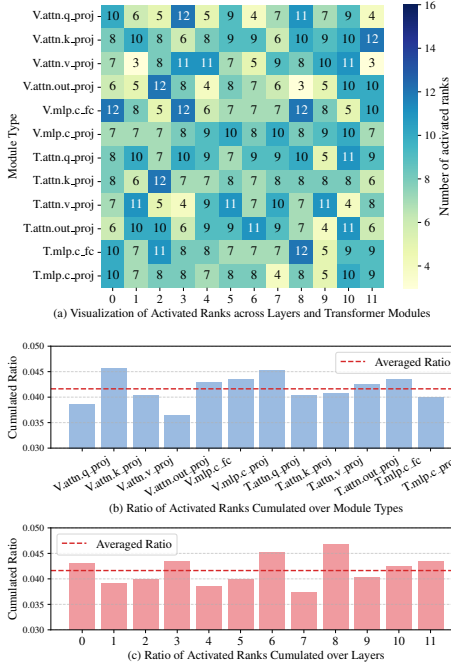 V.attn.q_proj 10 6 5 12 5 9 4 7 11 7 9 4
V.attn.k_proj 8 10 9 8 9 9 9 6 10 9 10 12
V.attn.v_proj 7 3 8 11 11 7 5 9 8 7 11 3
V.attn.out_proj 6 5 12 8 4 8 7 6 3 5 10 10
V.mlp.c_fc 12 8 5 12 6 7 7 7 12 8 5 10
V.mlp.c_proj 7 7 7 8 9 10 8 10 8 9 10 7
T.attn.q_proj 8 10 7 10 9 7 9 9 10 5 11 9
T.attn.k_proj 8 6 12 7 7 8 7 8 8 8 8 6
T.attn.v_proj 7 11 5 4 9 11 7 10 7 11 4 8
T.attn.out_proj 6 10 10 6 9 9 11 9 7 4 11 6
T.mlp.c_fc 10 7 11 8 8 7 7 7 12 5 9 9
T.mlp.c_proj 10 7 8 8 7 8 8 4 8 5 10 9
0 1 2 3 4 5 6 7 8 9 10 11
Module Type
16
14
12
10
8
6
4
Number of activated ranks
(a) Visualization of Activated Ranks across Layers and Transformer Modules
0.050
0.045
0.040
0.030
Cumulated Ratio
Averaged Ratio
V.attn.q_proj
V.attn.k_proj
V.attn.v_proj
V.attn.out_proj
V.mlp.c_fc
V.mlp.c_proj
T.attn.q_proj
T.attn.k_proj
T.attn.v_proj
T.attn.out_proj
T.mlp.c_fc
T.mlp.c_proj
(b) Ratio of Activated Ranks Cumulated over Module Types
0.050
0.045
0.040
0.030
Cumulated Ratio
Averaged Ratio
0 1 2 3 4 5 6 7 8 9 10 11
(c) Ratio of Activated Ranks Cumulated over Layers